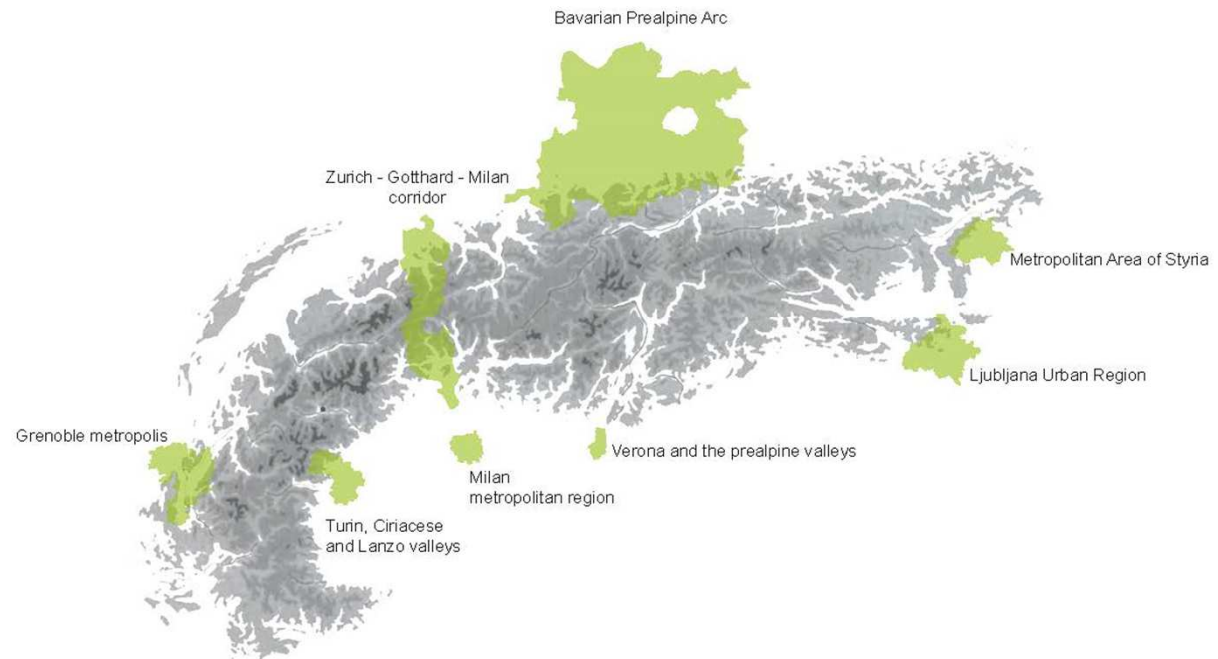 Bavarian Prealpine Arc
Zurich - Gotthard - Milan
corridor
Metropolitan Area of Styria
Ljubljana Urban Region
Grenoble metropolis
Verona and the prealpine valleys
Milan
metropolitan region
Turin, Ciriacese
and Lanzo valleys